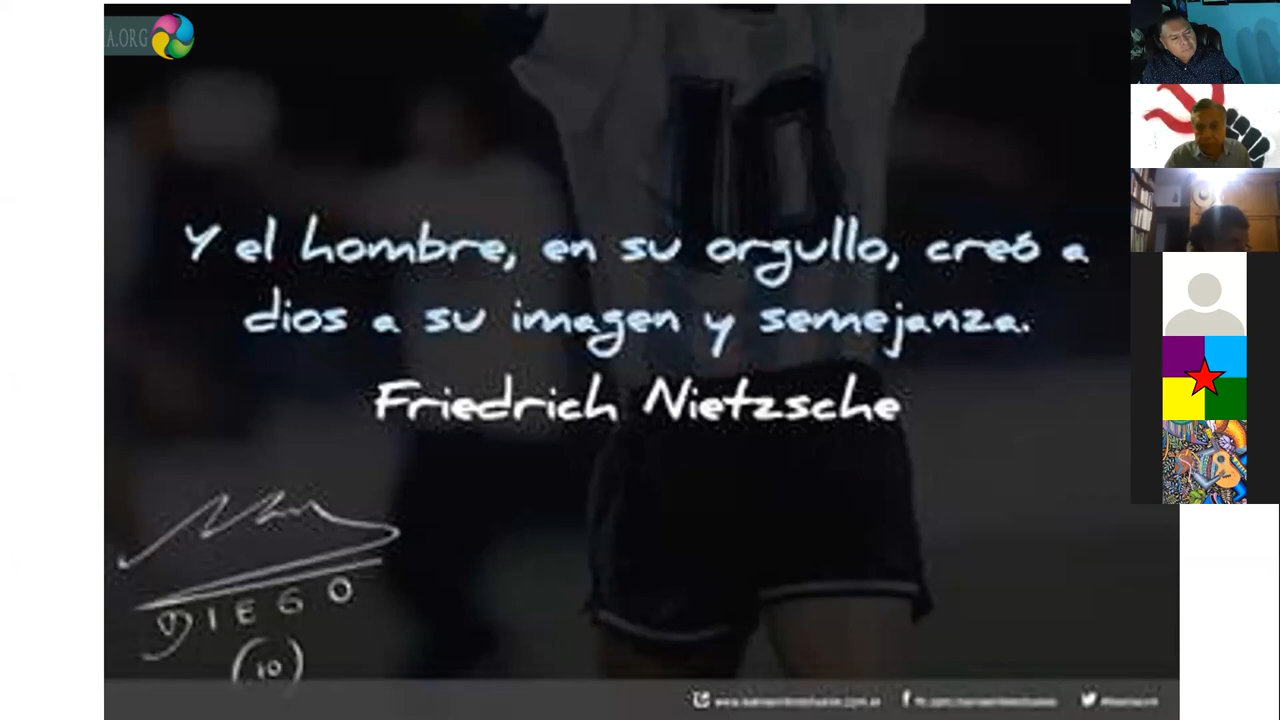 A.ORG
Y el hombre, en su orgullo, creó a
dios a su imagen y semejanza.
Friedrich Nietzsche
DIEGO
(10)